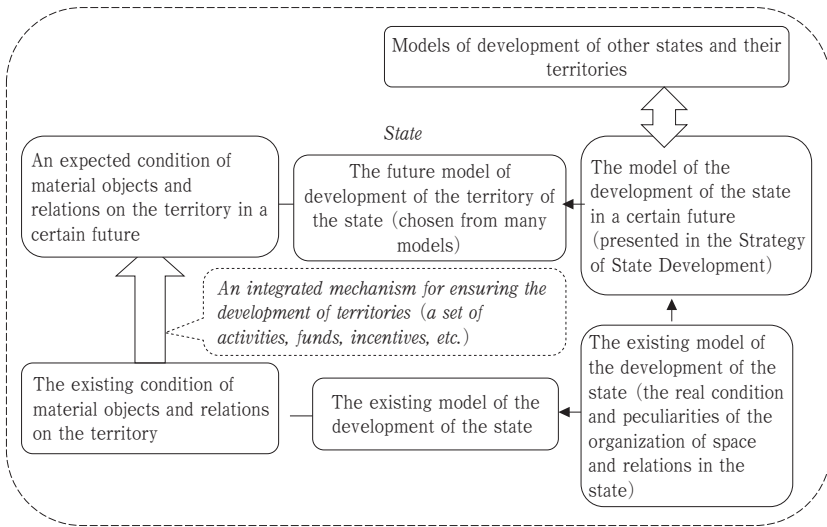 Models of development of other states and their
territories
State
An expected condition of
material objects and
relations on the territory in a
certain future
The future model of
development of the territory of
the state (chosen from many
models)
The model of the
development of the state
in a certain future
(presented in the Strategy
of State Development)
An integrated mechanism for ensuring the
development of territories (a set of
activities, funds, incentives, etc.)
The existing condition of
material objects and relations
on the territory
The existing model of the
development of the state
The existing model of
the development of the
state (the real condition
and peculiarities of the
organization of space
and relations in the
state)